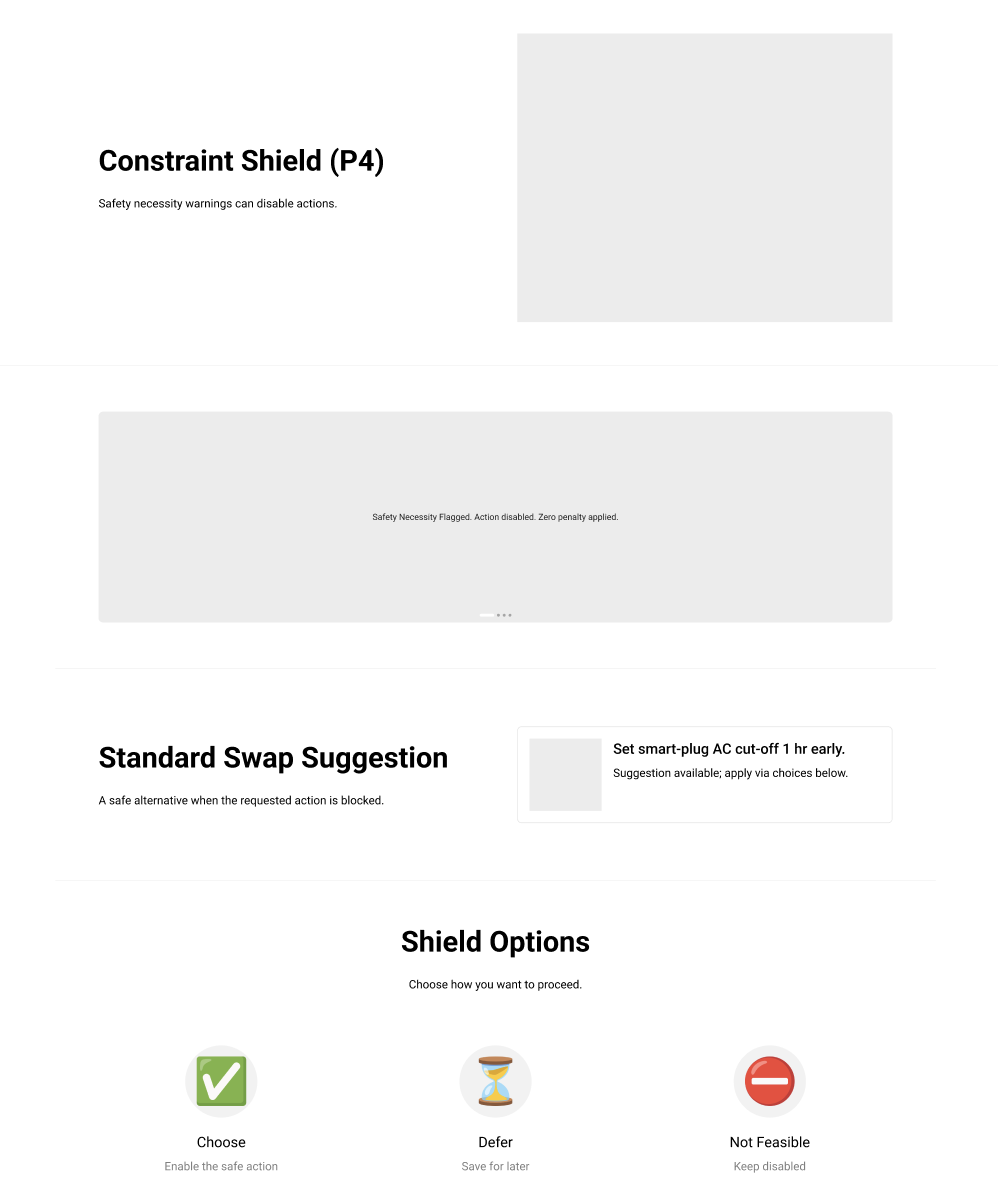 Constraint Shield (P4)
Safety necessity warnings can disable actions.
Safety Necessity Flagged. Action disabled. Zero penalty applied.
Standard Swap Suggestion
A safe alternative when the requested action is blocked.
Set smart-plug AC cut-off 1 hr early.
Suggestion available; apply via choices below.
Shield Options
Choose how you want to proceed.
Choose
Enable the safe action
Defer
Save for later
Not Feasible
Keep disabled